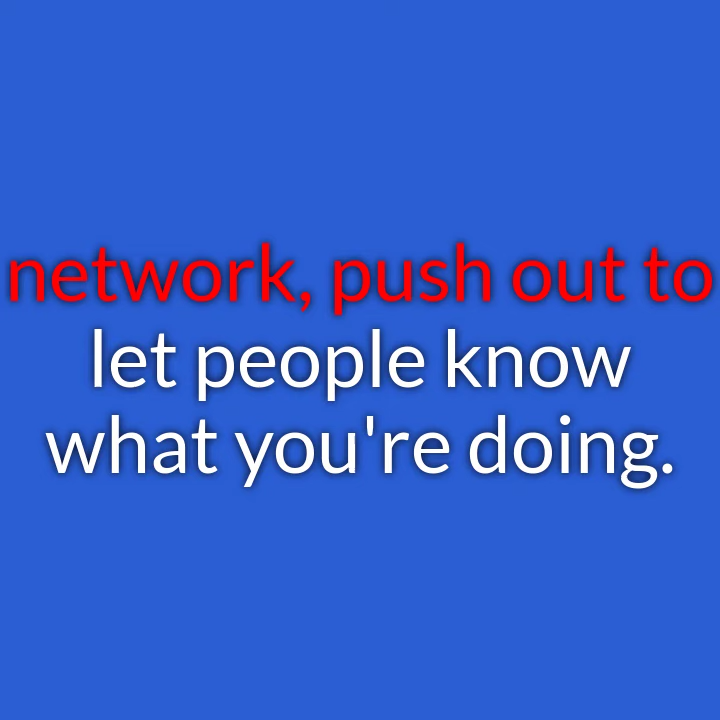 network, push out to
let people know
what you're doing.